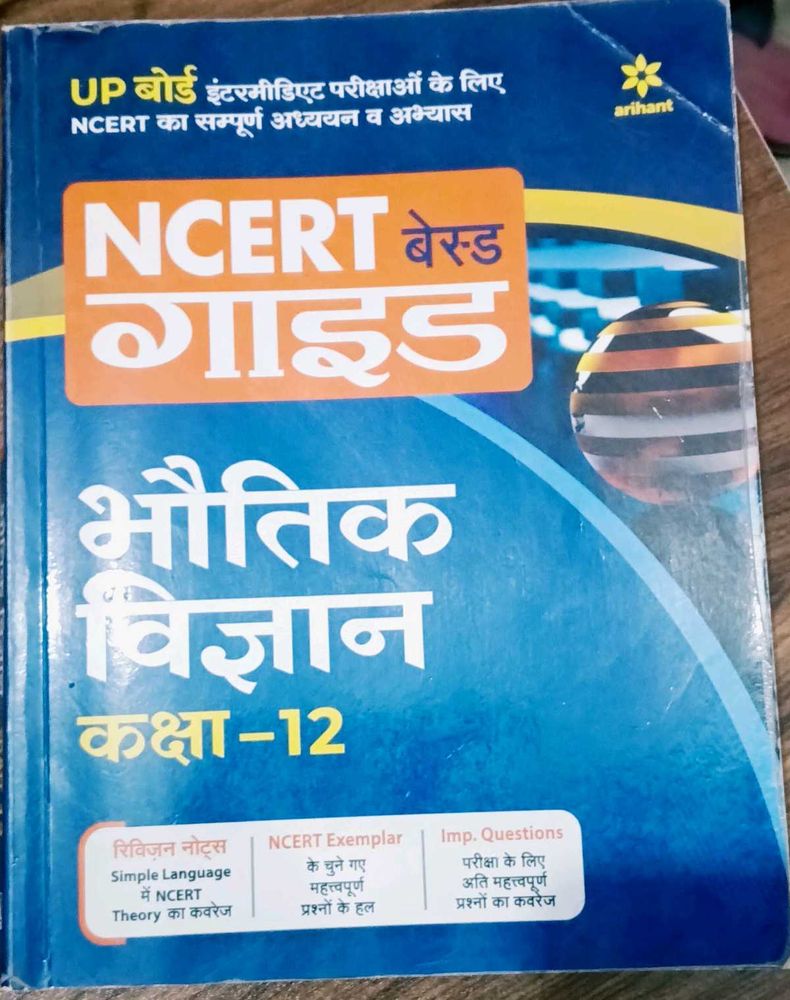 UP बोर्ड इंटरमीडिएट परीक्षाओं के लिए
NCERT का सम्पूर्ण अध्ययन व अभ्यास
arihant
NCERT बेस्ड
गाइड
भौतिक
विज्ञान
कक्षा -12
रिविज़न नोट्स
Simple Language
में NCERT
Theory का कवरेज
NCERT Exemplar
के चुने गए
महत्त्वपूर्ण
प्रश्नों के हल
Imp. Questions
परीक्षा के लिए
अति महत्त्वपूर्ण
प्रश्नों का कवरेज